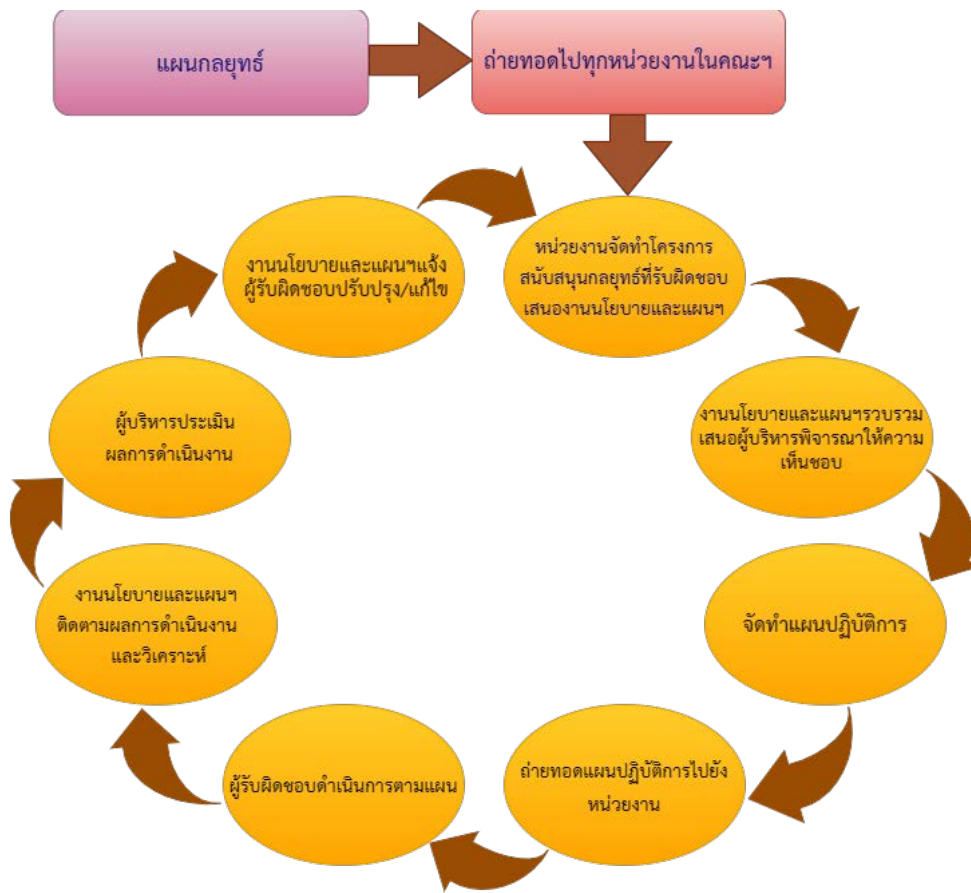 แผนกลยุทธ์
ถ่ายทอดไปทุกหน่วยงานในคณะฯ
หน่วยงานจัดทำโครงการ
สนับสนุนกลยุทธ์ที่รับผิดชอบ
เสนองานนโยบายและแผนฯ
งานนโยบายและแผนฯรวบรวม
เสนอผู้บริหารพิจารณาให้ความ
เห็นชอบ
จัดทำแผนปฏิบัติการ
ถ่ายทอดแผนปฏิบัติการไปยัง
หน่วยงาน
ผู้รับผิดชอบดำเนินการตามแผน
งานนโยบายและแผนฯ
ติดตามผลการดำเนินงาน
และวิเคราะห์
ผู้บริหารประเมิน
ผลการดำเนินงาน
งานนโยบายและแผนฯแจ้ง
ผู้รับผิดชอบปรับปรุง/แก้ไข